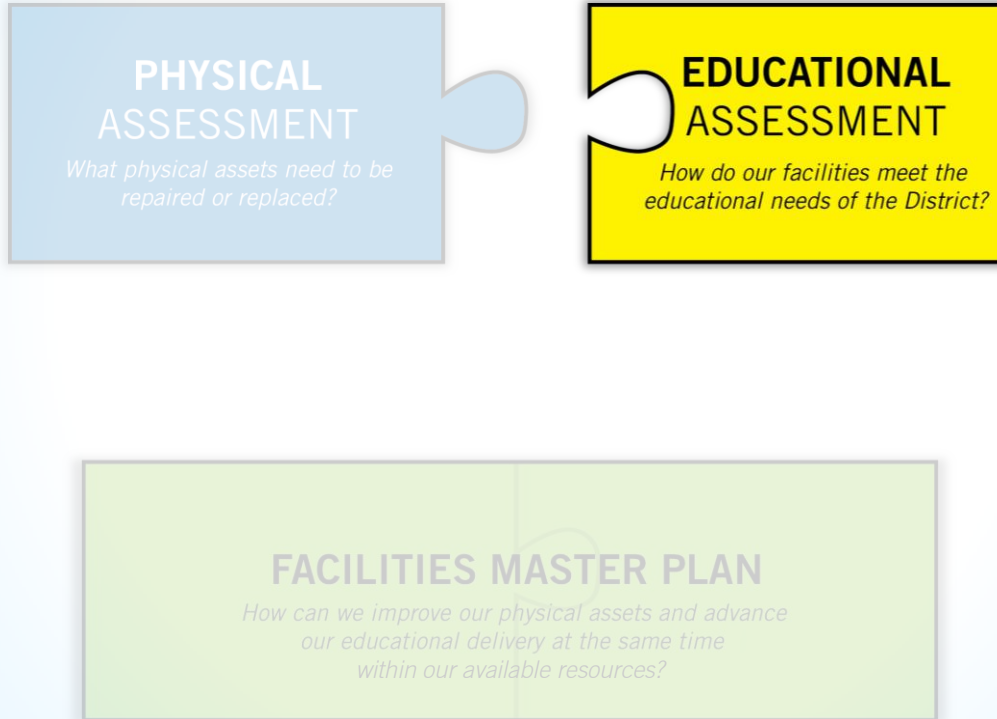 PHYSICAL
ASSESSMENT
What physical assets need to be
repaired or replaced?
EDUCATIONAL
ASSESSMENT
How do our facilities meet the
educational needs of the District?
FACILITIES MASTER PLAN
How can we improve our physical assets and advance
our educational delivery at the same time
within our available resources?